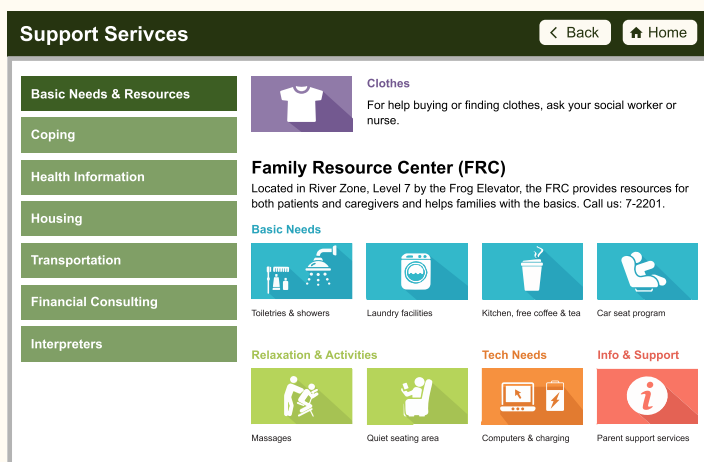 Support Serivces
Back
Home
Basic Needs & Resources
Coping
Health Information
Housing
Transportation
Financial Consulting
Interpreters
Clothes
For help buying or finding clothes, ask your social worker or
nurse.
Family Resource Center (FRC)
Located in River Zone, Level 7 by the Frog Elevator, the FRC provides resources for
both patients and caregivers and helps families with the basics. Call us: 7-2201.
Basic Needs
Toiletries & showers
Laundry facilities
Kitchen, free coffee & tea
Car seat program
Relaxation & Activities
Tech Needs
Info & Support
Massages
Quiet seating area
Computers & charging
Parent support services